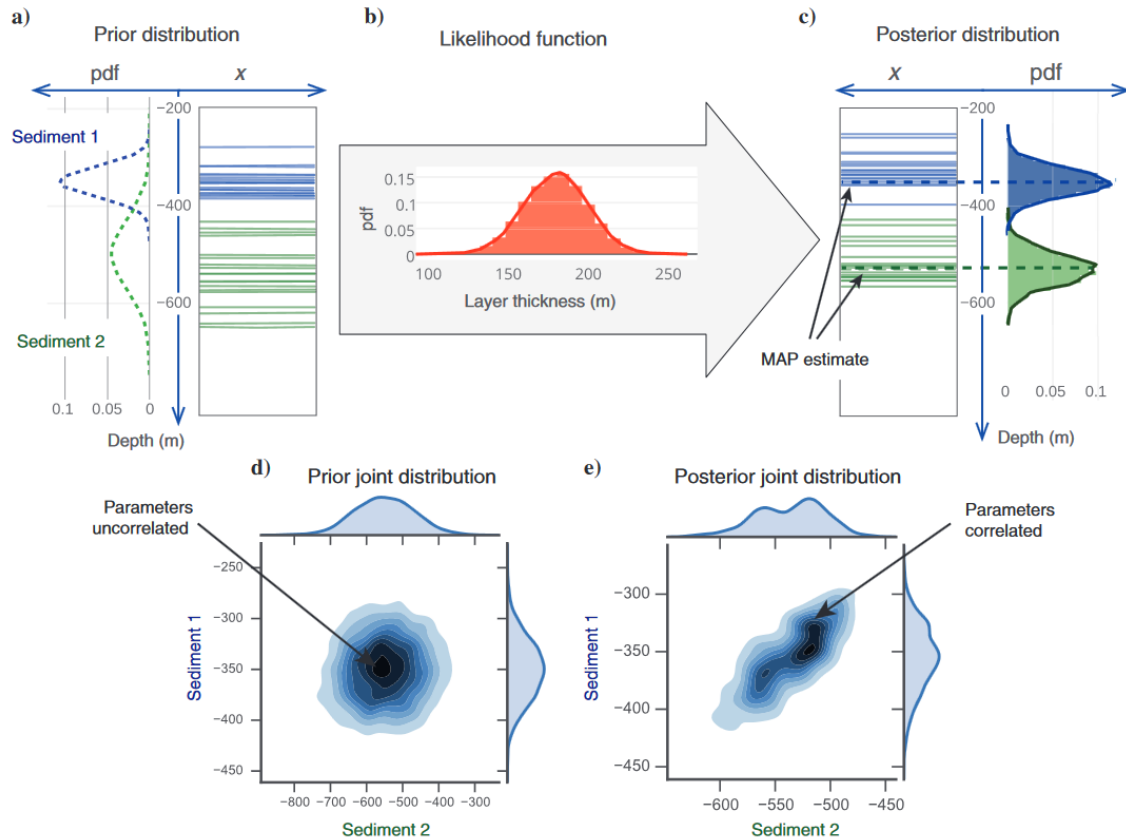 a)
Prior distribution
pdf
x
−200
Sediment 1
−400
−600
Sediment 2
0.1
0.05
0
Depth (m)
b)
Likelihood function
pdf
0.15
0.1
0.05
0
100
150
200
250
Layer thickness (m)
c)
Posterior distribution
x
pdf
−200
−400
−600
MAP estimate
0
0.05
0.1
Depth (m)
d)
Prior joint distribution
Parameters
uncorrelated
Sediment 1
−250
−300
−350
−400
−450
−800
−700
−600
−500
−400
−300
Sediment 2
e)
Posterior joint distribution
Parameters
correlated
Sediment 1
−300
−350
−400
−450
−600
−550
−500
−450
Sediment 2